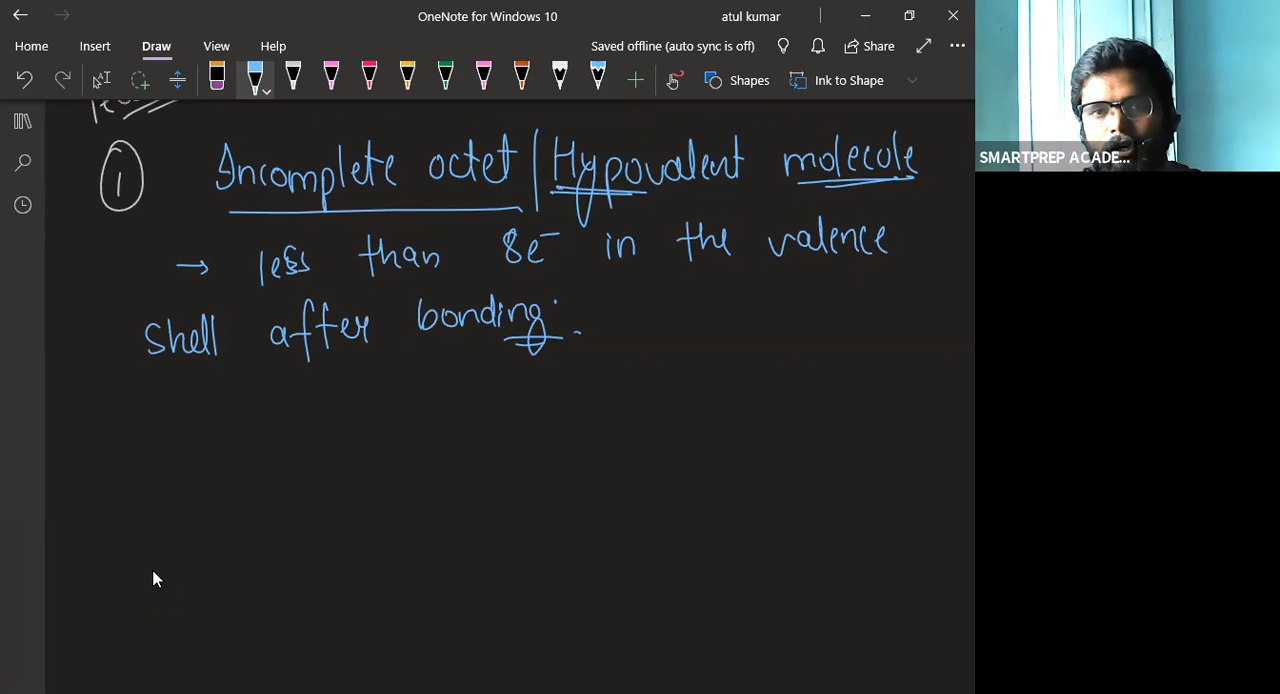 OneNote for Windows 10
atul kumar
Home Insert Draw View Help
Saved offline (auto sync is off)
Share
Shapes
Ink to Shape
SMARTPREP ACADE...
1 Incomplete octet | Hypovalent molecule
→ less than 8e⁻ in the valence
shell after bonding.